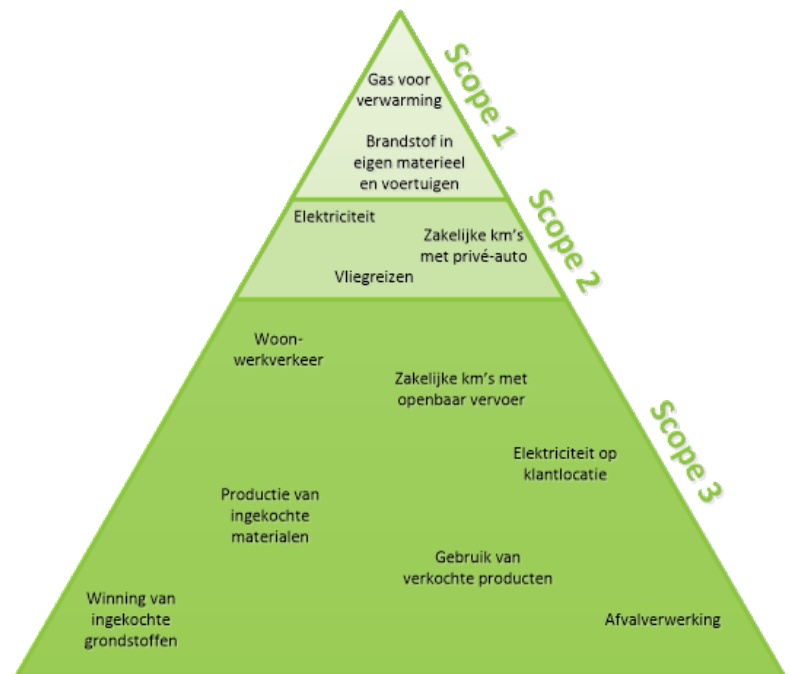 Scope 1
Gas voor
verwarming
Brandstof in
eigen materieel
en voertuigen
Scope 2
Elektriciteit
Zakelijke km's
met privé-auto
Vliegreizen
Scope 3
Woon-
werkverkeer
Zakelijke km's met
openbaar vervoer
Elektriciteit op
klantlocatie
Productie van
ingekochte
materialen
Gebruik van
verkochte producten
Winning van
ingekochte
grondstoffen
Afvalverwerking